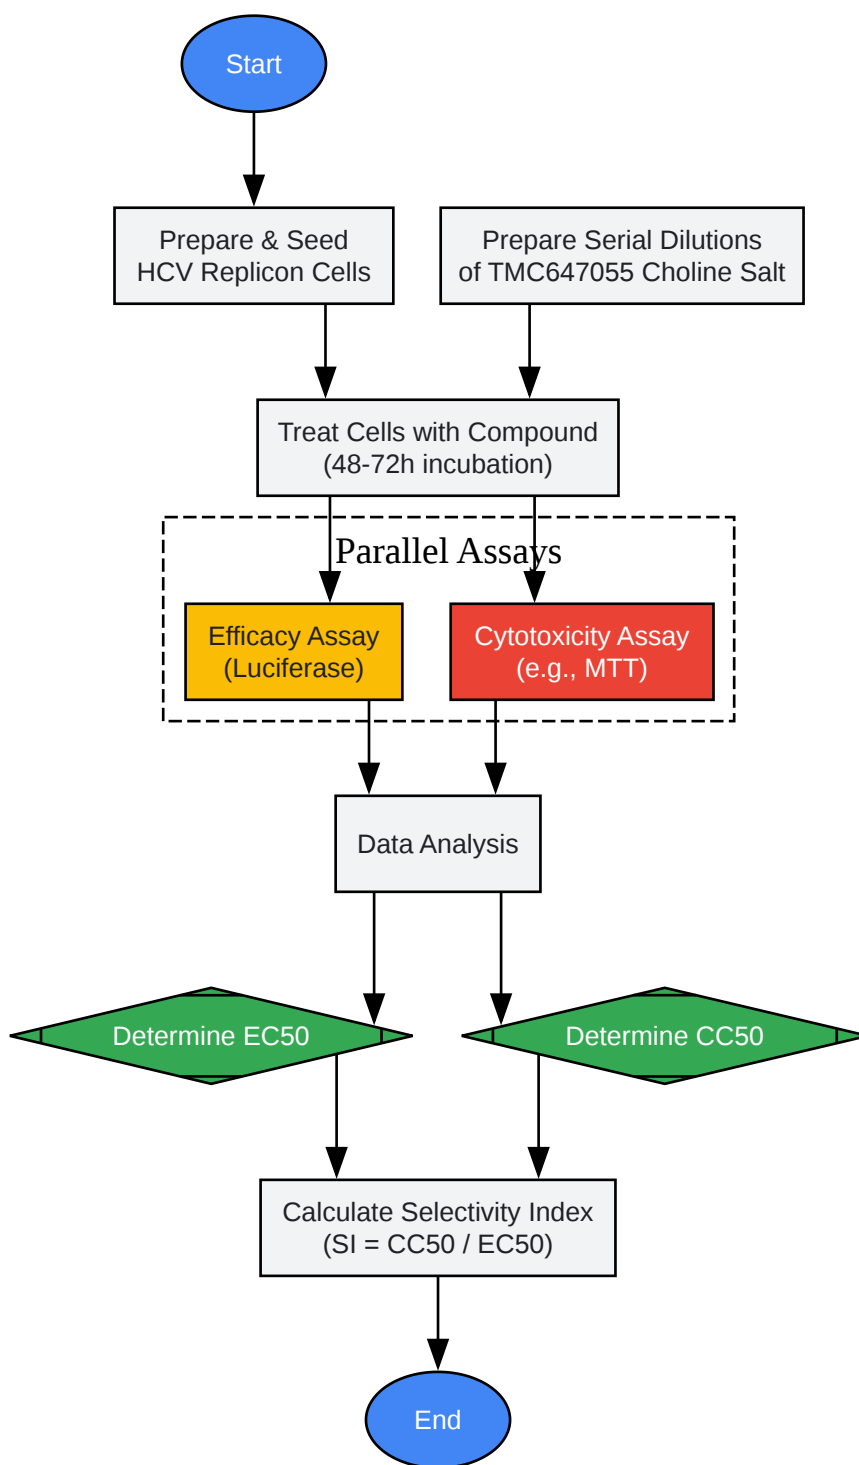 Start
Prepare & Seed
HCV Replicon Cells
Prepare Serial Dilutions
of TMC647055 Choline Salt
Treat Cells with Compound
(48-72h incubation)
Parallel Assays
Efficacy Assay
(Luciferase)
Cytotoxicity Assay
(e.g., MTT)
Data Analysis
Determine EC50
Determine CC50
Calculate Selectivity Index
(SI = CC50 / EC50)
End